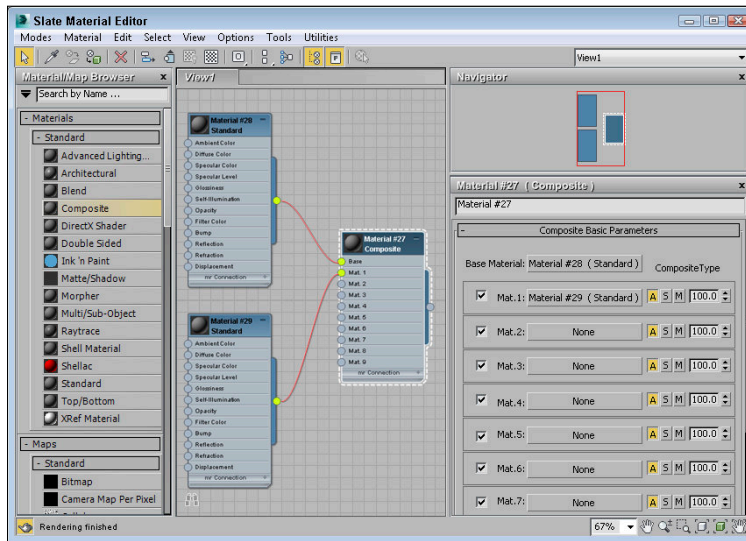 Slate Material Editor
Modes Material Edit Select View Options Tools Utilities
View1
Material/Map Browser x
Search by Name ...
- Materials
- Standard
Advanced Lighting...
Architectural
Blend
Composite
DirectX Shader
Double Sided
Ink 'n Paint
Matte/Shadow
Morpher
Multi/Sub-Object
Raytrace
Shell Material
Shellac
Standard
Top/Bottom
XRef Material
- Maps
- Standard
Bitmap
Camera Map Per Pixel
View1
Material #28
Standard
Ambient Color
Diffuse Color
Specular Color
Specular Level
Glossiness
Self-Illumination
Opacity
Filter Color
Bump
Reflection
Refraction
Displacement
mr Connection +
Material #29
Standard
Ambient Color
Diffuse Color
Specular Color
Specular Level
Glossiness
Self-Illumination
Opacity
Filter Color
Bump
Reflection
Refraction
Displacement
mr Connection +
Material #27
Composite
Base
Mat. 1
Mat. 2
Mat. 3
Mat. 4
Mat. 5
Mat. 6
Mat. 7
Mat. 8
Mat. 9
mr Connection +
Navigator x
Material #27 ( Composite ) x
Material #27
- Composite Basic Parameters
Base Material: Material #28 ( Standard ) CompositeType
Mat.1: Material #29 ( Standard ) A S M 100.0
Mat.2: None A S M 100.0
Mat.3: None A S M 100.0
Mat.4: None A S M 100.0
Mat.5: None A S M 100.0
Mat.6: None A S M 100.0
Mat.7: None A S M 100.0
Rendering finished
67%